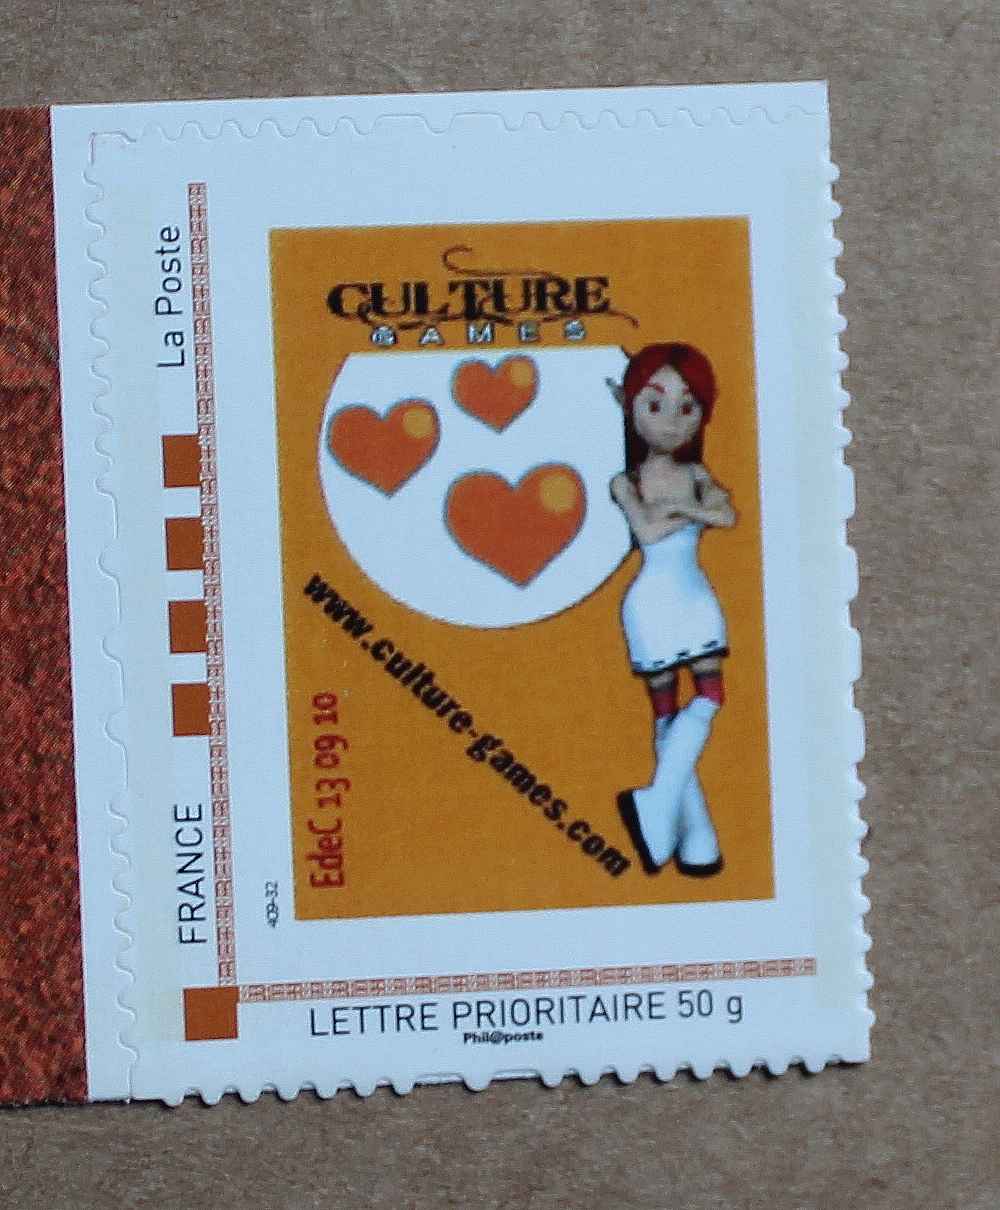 La Poste
FRANCE
CULTURE
GAMES
www.culture-games.com
EdeC 13 09 10
409-32
LETTRE PRIORITAIRE 50 g
Phil@poste